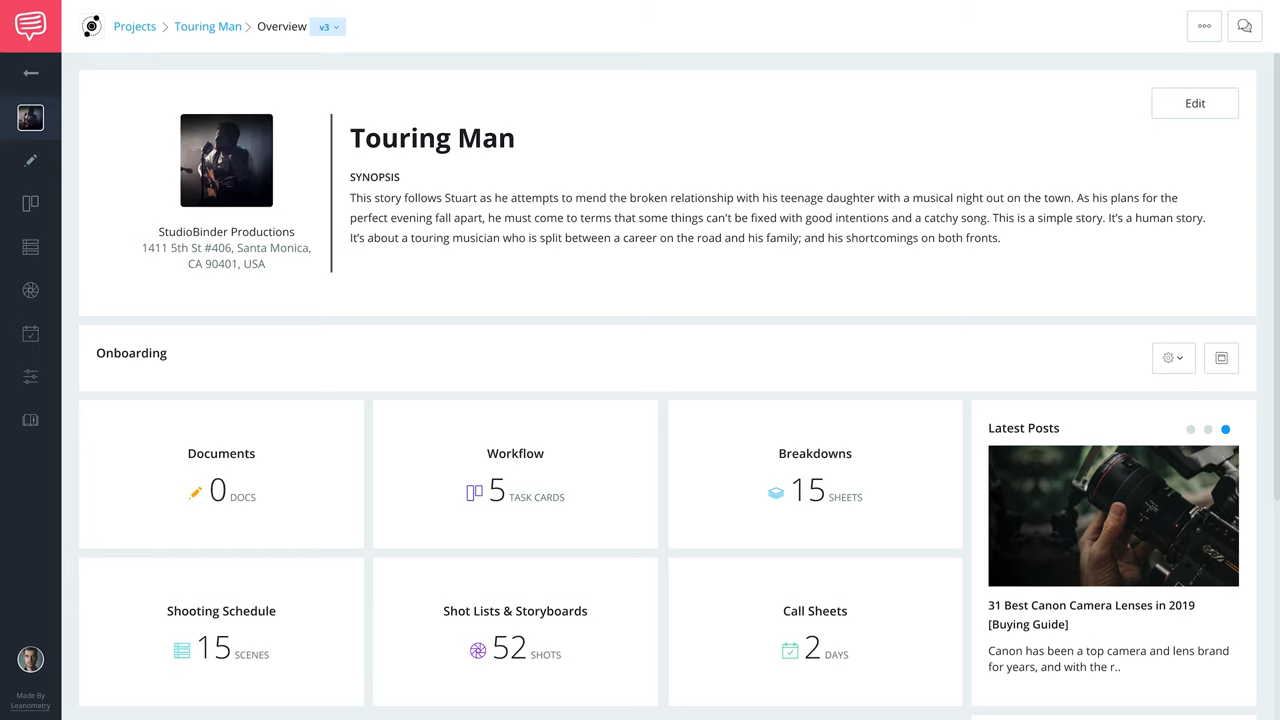 Projects > Touring Man > Overview v3
Edit
Touring Man
SYNOPSIS
This story follows Stuart as he attempts to mend the broken relationship with his teenage daughter with a musical night out on the town. As his plans for the
perfect evening fall apart, he must come to terms that some things can't be fixed with good intentions and a catchy song. This is a simple story. It's a human story.
It's about a touring musician who is split between a career on the road and his family; and his shortcomings on both fronts.
StudioBinder Productions
1411 5th St #406, Santa Monica,
CA 90401, USA
Onboarding
Documents
0 DOCS
Workflow
5 TASK CARDS
Breakdowns
15 SHEETS
Shooting Schedule
15 SCENES
Shot Lists & Storyboards
52 SHOTS
Call Sheets
2 DAYS
Latest Posts
31 Best Canon Camera Lenses in 2019
[Buying Guide]
Canon has been a top camera and lens brand
for years, and with the r..
Made By
Leanometry